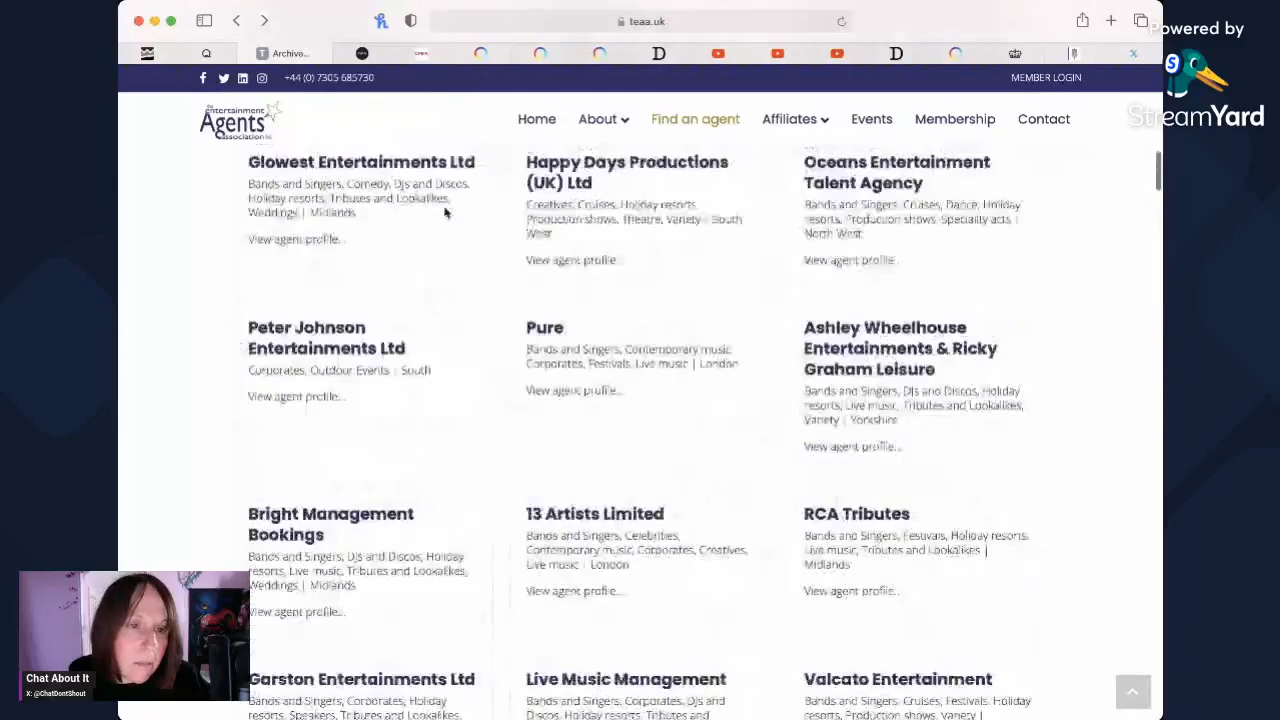 teaa.uk
Powered by
StreamYard
Archive...
+44 (0) 7305 685730
MEMBER LOGIN
the
entertainment
Agents
association
Home
About
Find an agent
Affiliates
Events
Membership
Contact
Glowest Entertainments Ltd
Bands and Singers, Comedy, Djs and Discos,
Holiday resorts, Tributes and Lookalikes,
Weddings | Midlands
View agent profile...
Happy Days Productions
(UK) Ltd
Creatives, Cruises, Holiday resorts,
Production shows, Theatre, Variety | South
West
View agent profile...
Oceans Entertainment
Talent Agency
Bands and Singers, Cruises, Dance, Holiday
resorts, Production shows, Speciality acts |
North West
View agent profile...
Peter Johnson
Entertainments Ltd
Corporates, Outdoor Events | South
View agent profile...
Pure
Bands and Singers, Contemporary music,
Corporates, Festivals, Live music | London
View agent profile...
Ashley Wheelhouse
Entertainments & Ricky
Graham Leisure
Bands and Singers, DJs and Discos, Holiday
resorts, Live music, Tributes and Lookalikes,
Variety | Yorkshire
View agent profile...
Bright Management
Bookings
Bands and Singers, DJs and Discos, Holiday
resorts, Live music, Tributes and Lookalikes,
Weddings | Midlands
View agent profile...
13 Artists Limited
Bands and Singers, Celebrities,
Contemporary music, Corporates, Creatives,
Live music | London
View agent profile...
RCA Tributes
Bands and Singers, Festivals, Holiday resorts,
Live music, Tributes and Lookalikes |
Midlands
View agent profile...
Garston Entertainments Ltd
Bands and Singers, Corporates, Holiday
resorts, Speakers, Tributes and Lookalikes,
Live Music Management
Bands and Singers, Corporates, DJs and
Discos, Holiday resorts, Tributes and
Valcato Entertainment
Bands and Singers, Cruises, Festivals, Holiday
resorts, Production shows, Variety |
Chat About It
X: @ChatDontShout